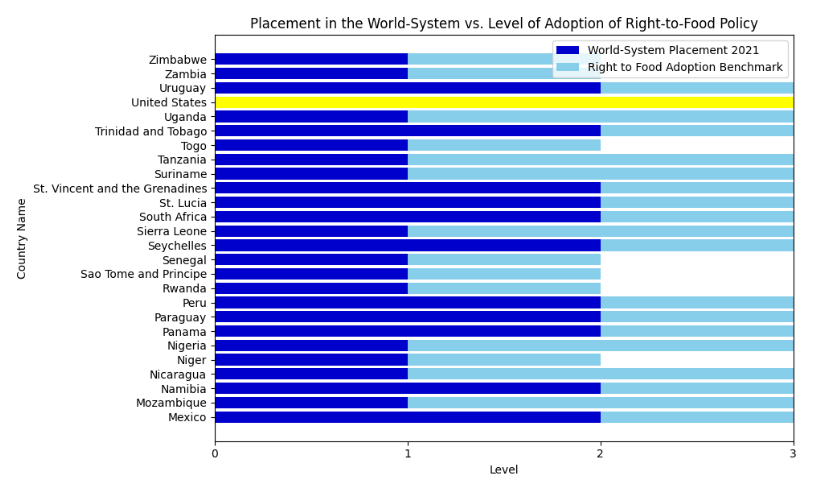 Placement in the World-System vs. Level of Adoption of Right-to-Food Policy
World-System Placement 2021
Right to Food Adoption Benchmark
Country Name
Zimbabwe
Zambia
Uruguay
United States
Uganda
Trinidad and Tobago
Togo
Tanzania
Suriname
St. Vincent and the Grenadines
St. Lucia
South Africa
Sierra Leone
Seychelles
Senegal
Sao Tome and Principe
Rwanda
Peru
Paraguay
Panama
Nigeria
Niger
Nicaragua
Namibia
Mozambique
Mexico
0 1 2 3
Level